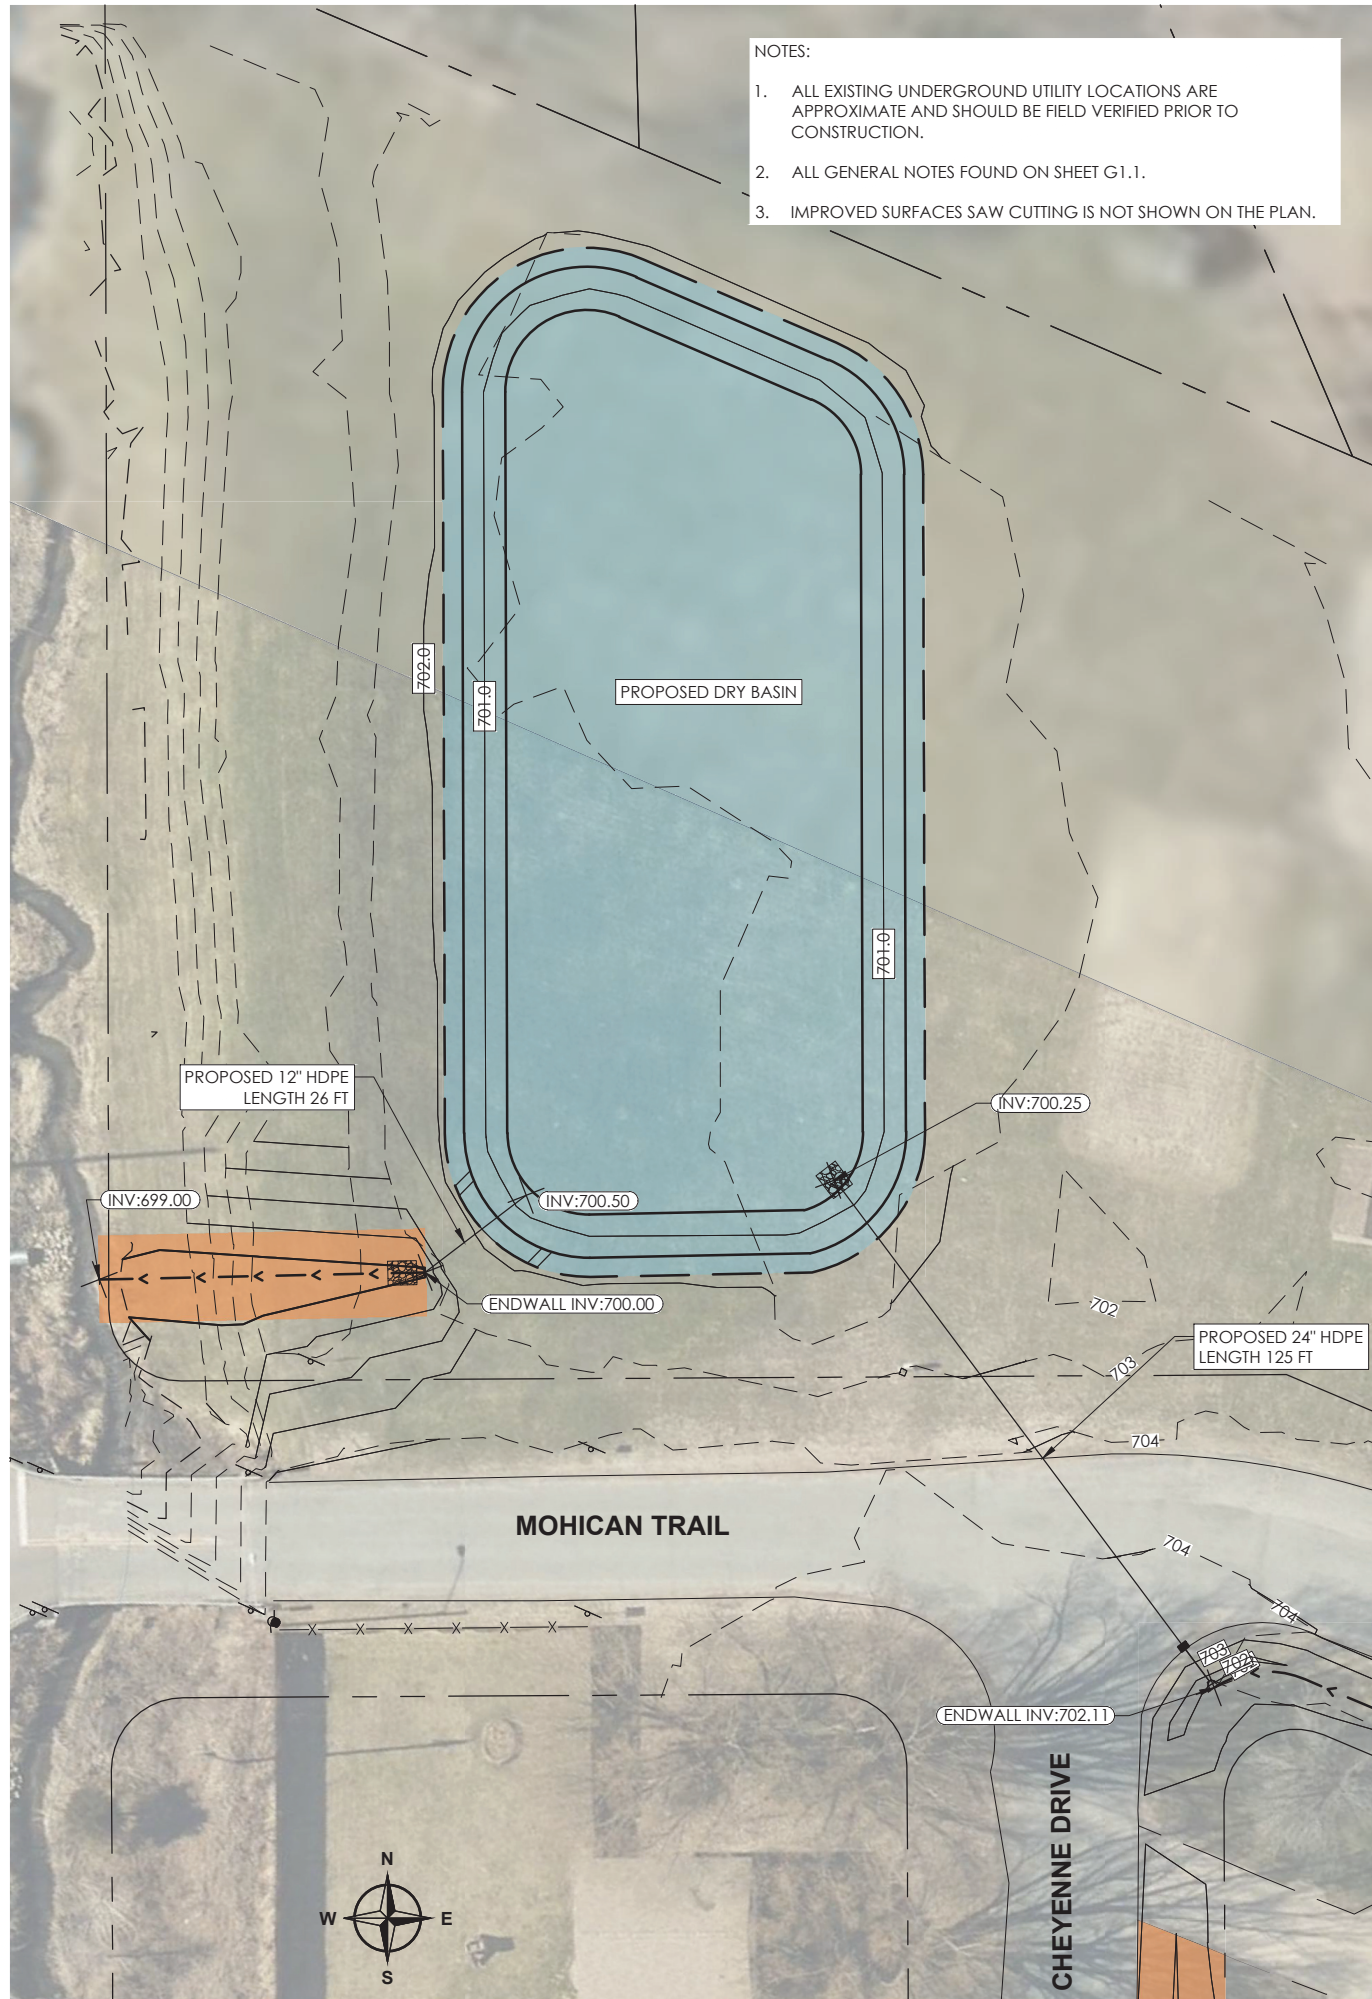 NOTES:
1. ALL EXISTING UNDERGROUND UTILITY LOCATIONS ARE
APPROXIMATE AND SHOULD BE FIELD VERIFIED PRIOR TO
CONSTRUCTION.
2. ALL GENERAL NOTES FOUND ON SHEET G1.1.
3. IMPROVED SURFACES SAW CUTTING IS NOT SHOWN ON THE PLAN.
702.0
701.0
PROPOSED DRY BASIN
701.0
PROPOSED 12" HDPE
LENGTH 26 FT
INV:700.25
INV:699.00
INV:700.50
ENDWALL INV:700.00
702
PROPOSED 24" HDPE
LENGTH 125 FT
703
704
MOHICAN TRAIL
704
704
703
702
ENDWALL INV:702.11
CHEYENNE DRIVE
N
W
E
S